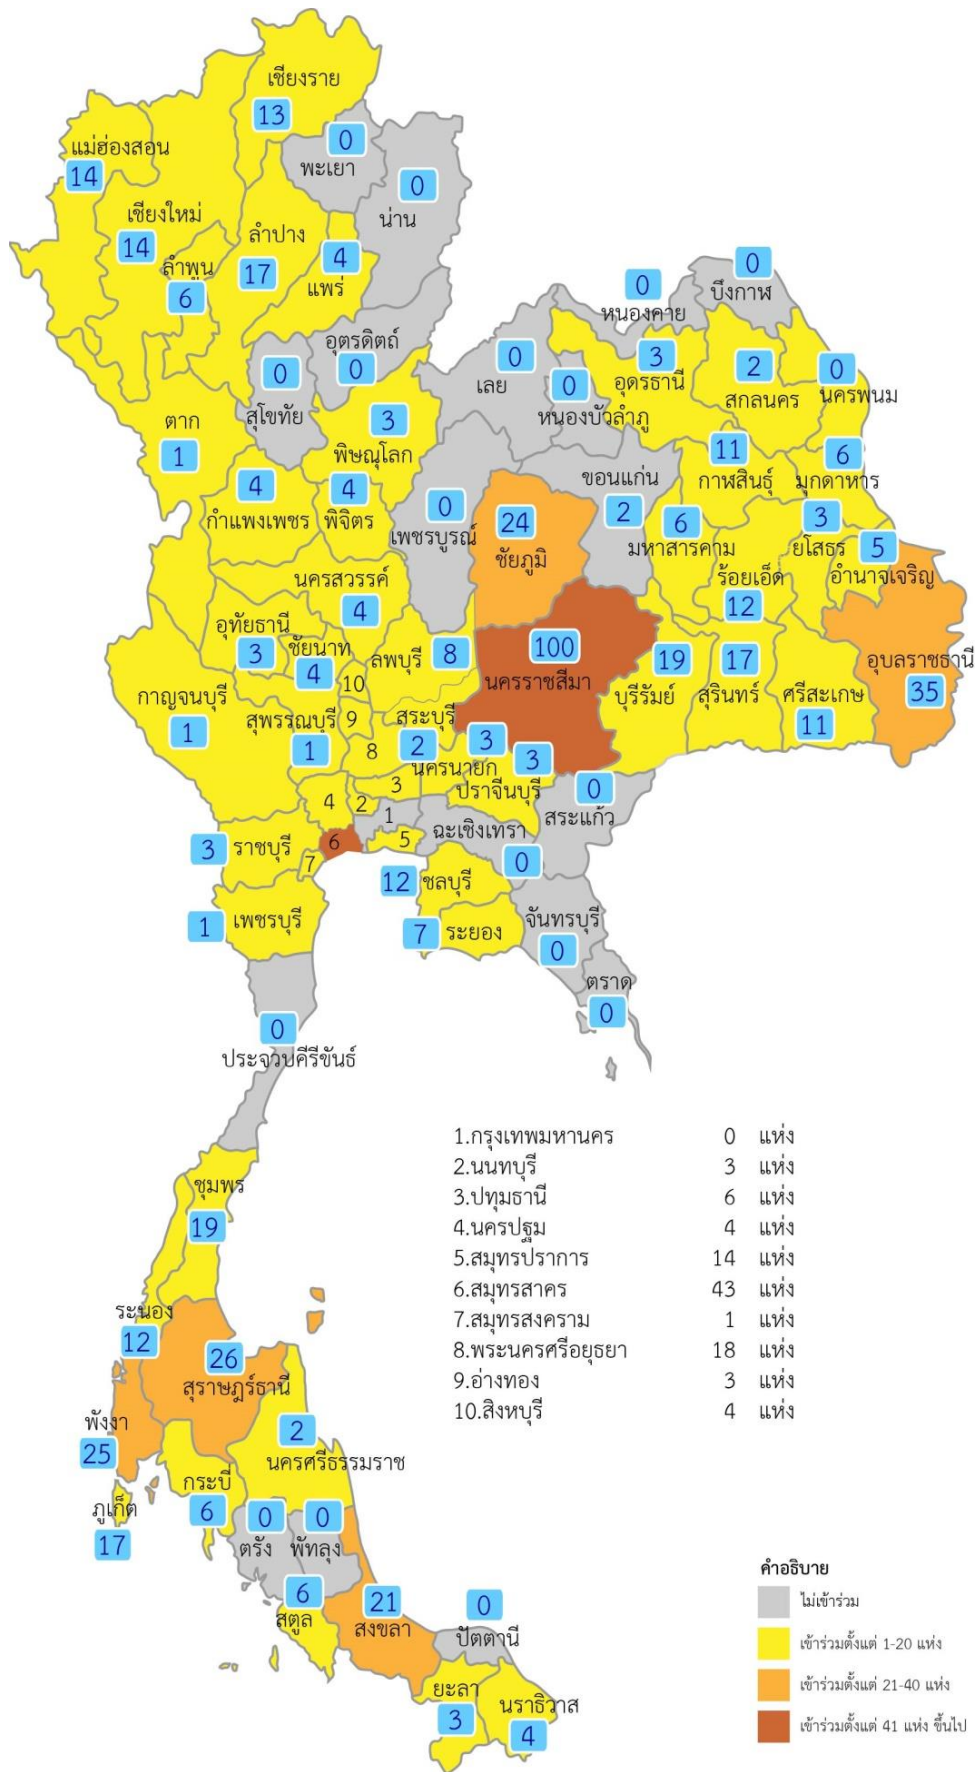 เชียงราย
13
0
พะเยา
แม่ฮ่องสอน
14
0
น่าน
เชียงใหม่
14
ลำพูน
6
ลำปาง
17
4
แพร่
0
บึงกาฬ
0
หนองคาย
อุตรดิตถ์
0
0
สุโขทัย
0
เลย
0
หนองบัวลำภู
3
อุดรธานี
2
สกลนคร
0
นครพนม
ตาก
1
3
พิษณุโลก
11
กาฬสินธุ์
6
มุกดาหาร
4
กำแพงเพชร
4
พิจิตร
0
เพชรบูรณ์
24
ชัยภูมิ
ขอนแก่น
2
6
มหาสารคาม
3
ยโสธร
5
อำนาจเจริญ
ร้อยเอ็ด
12
นครสวรรค์
4
อุทัยธานี
3
ชัยนาท
4
10
ลพบุรี
8
100
นครราชสีมา
19
บุรีรัมย์
17
สุรินทร์
ศรีสะเกษ
11
อุบลราชธานี
35
กาญจนบุรี
1
สุพรรณบุรี
1
9
8
สระบุรี
2
3
นครนายก
3
ปราจีนบุรี
0
สระแก้ว
3
4
2
1
ฉะเชิงเทรา
0
5
6
7
3
ราชบุรี
12
ชลบุรี
1
เพชรบุรี
7
ระยอง
จันทรบุรี
0
ตราด
0
0
ประจวบคีรีขันธ์
1.กรุงเทพมหานคร 0 แห่ง
2.นนทบุรี 3 แห่ง
3.ปทุมธานี 6 แห่ง
4.นครปฐม 4 แห่ง
5.สมุทรปราการ 14 แห่ง
6.สมุทรสาคร 43 แห่ง
7.สมุทรสงคราม 1 แห่ง
8.พระนครศรีอยุธยา 18 แห่ง
9.อ่างทอง 3 แห่ง
10.สิงหบุรี 4 แห่ง
ชุมพร
19
ระนอง
12
26
สุราษฎร์ธานี
พังงา
25
2
นครศรีธรรมราช
กระบี่
6
ภูเก็ต
17
0
ตรัง
0
พัทลุง
6
สตูล
21
สงขลา
0
ปัตตานี
ยะลา
3
นราธิวาส
4
คำอธิบาย
ไม่เข้าร่วม
เข้าร่วมตั้งแต่ 1-20 แห่ง
เข้าร่วมตั้งแต่ 21-40 แห่ง
เข้าร่วมตั้งแต่ 41 แห่ง ขึ้นไป